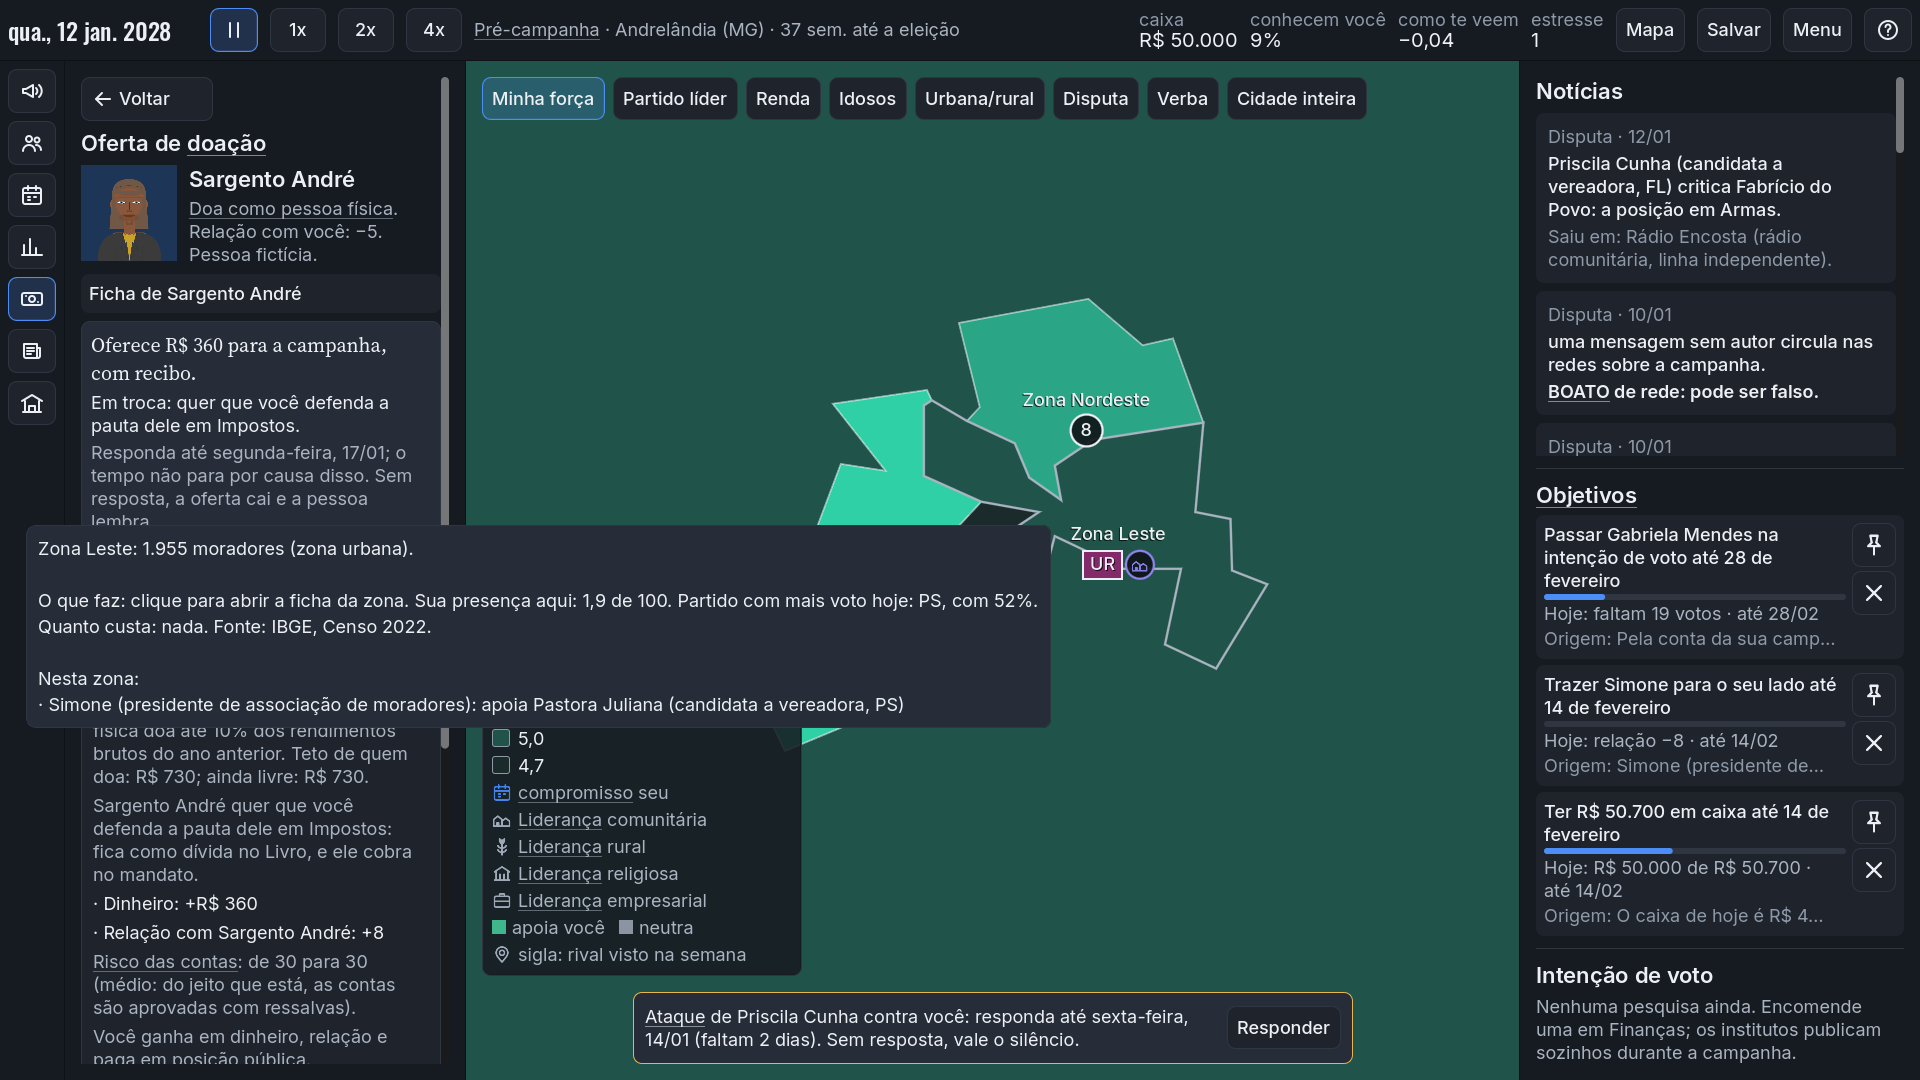 qua., 12 jan. 2028
1x
2x
4x
Pré-campanha · Andrelândia (MG) · 37 sem. até a eleição
caixa
R$ 50.000
conhecem você
9%
como te veem
−0,04
estresse
1
Mapa
Salvar
Menu
Voltar
Oferta de doação
Sargento André
Doa como pessoa física.
Relação com você: −5.
Pessoa fictícia.
Ficha de Sargento André
Oferece R$ 360 para a campanha,
com recibo.
Em troca: quer que você defenda a
pauta dele em Impostos.
Responda até segunda-feira, 17/01; o
tempo não para por causa disso. Sem
resposta, a oferta cai e a pessoa
lembra.
física doa até 10% dos rendimentos
brutos do ano anterior. Teto de quem
doa: R$ 730; ainda livre: R$ 730.
Sargento André quer que você
defenda a pauta dele em Impostos:
fica como dívida no Livro, e ele cobra
no mandato.
· Dinheiro: +R$ 360
· Relação com Sargento André: +8
Risco das contas: de 30 para 30
(médio: do jeito que está, as contas
são aprovadas com ressalvas).
Você ganha em dinheiro, relação e
paga em posição pública.
Minha força
Partido líder
Renda
Idosos
Urbana/rural
Disputa
Verba
Cidade inteira
Zona Nordeste
8
Zona Leste
UR
Zona Leste: 1.955 moradores (zona urbana).
O que faz: clique para abrir a ficha da zona. Sua presença aqui: 1,9 de 100. Partido com mais voto hoje: PS, com 52%.
Quanto custa: nada. Fonte: IBGE, Censo 2022.
Nesta zona:
· Simone (presidente de associação de moradores): apoia Pastora Juliana (candidata a vereadora, PS)
5,0
4,7
compromisso seu
Liderança comunitária
Liderança rural
Liderança religiosa
Liderança empresarial
apoia você neutra
sigla: rival visto na semana
Ataque de Priscila Cunha contra você: responda até sexta-feira,
14/01 (faltam 2 dias). Sem resposta, vale o silêncio.
Responder
Notícias
Disputa · 12/01
Priscila Cunha (candidata a
vereadora, FL) critica Fabrício do
Povo: a posição em Armas.
Saiu em: Rádio Encosta (rádio
comunitária, linha independente).
Disputa · 10/01
uma mensagem sem autor circula nas
redes sobre a campanha.
BOATO de rede: pode ser falso.
Disputa · 10/01
Objetivos
Passar Gabriela Mendes na
intenção de voto até 28 de
fevereiro
Hoje: faltam 19 votos · até 28/02
Origem: Pela conta da sua camp...
Trazer Simone para o seu lado até
14 de fevereiro
Hoje: relação −8 · até 14/02
Origem: Simone (presidente de...
Ter R$ 50.700 em caixa até 14 de
fevereiro
Hoje: R$ 50.000 de R$ 50.700 ·
até 14/02
Origem: O caixa de hoje é R$ 4...
Intenção de voto
Nenhuma pesquisa ainda. Encomende
uma em Finanças; os institutos publicam
sozinhos durante a campanha.